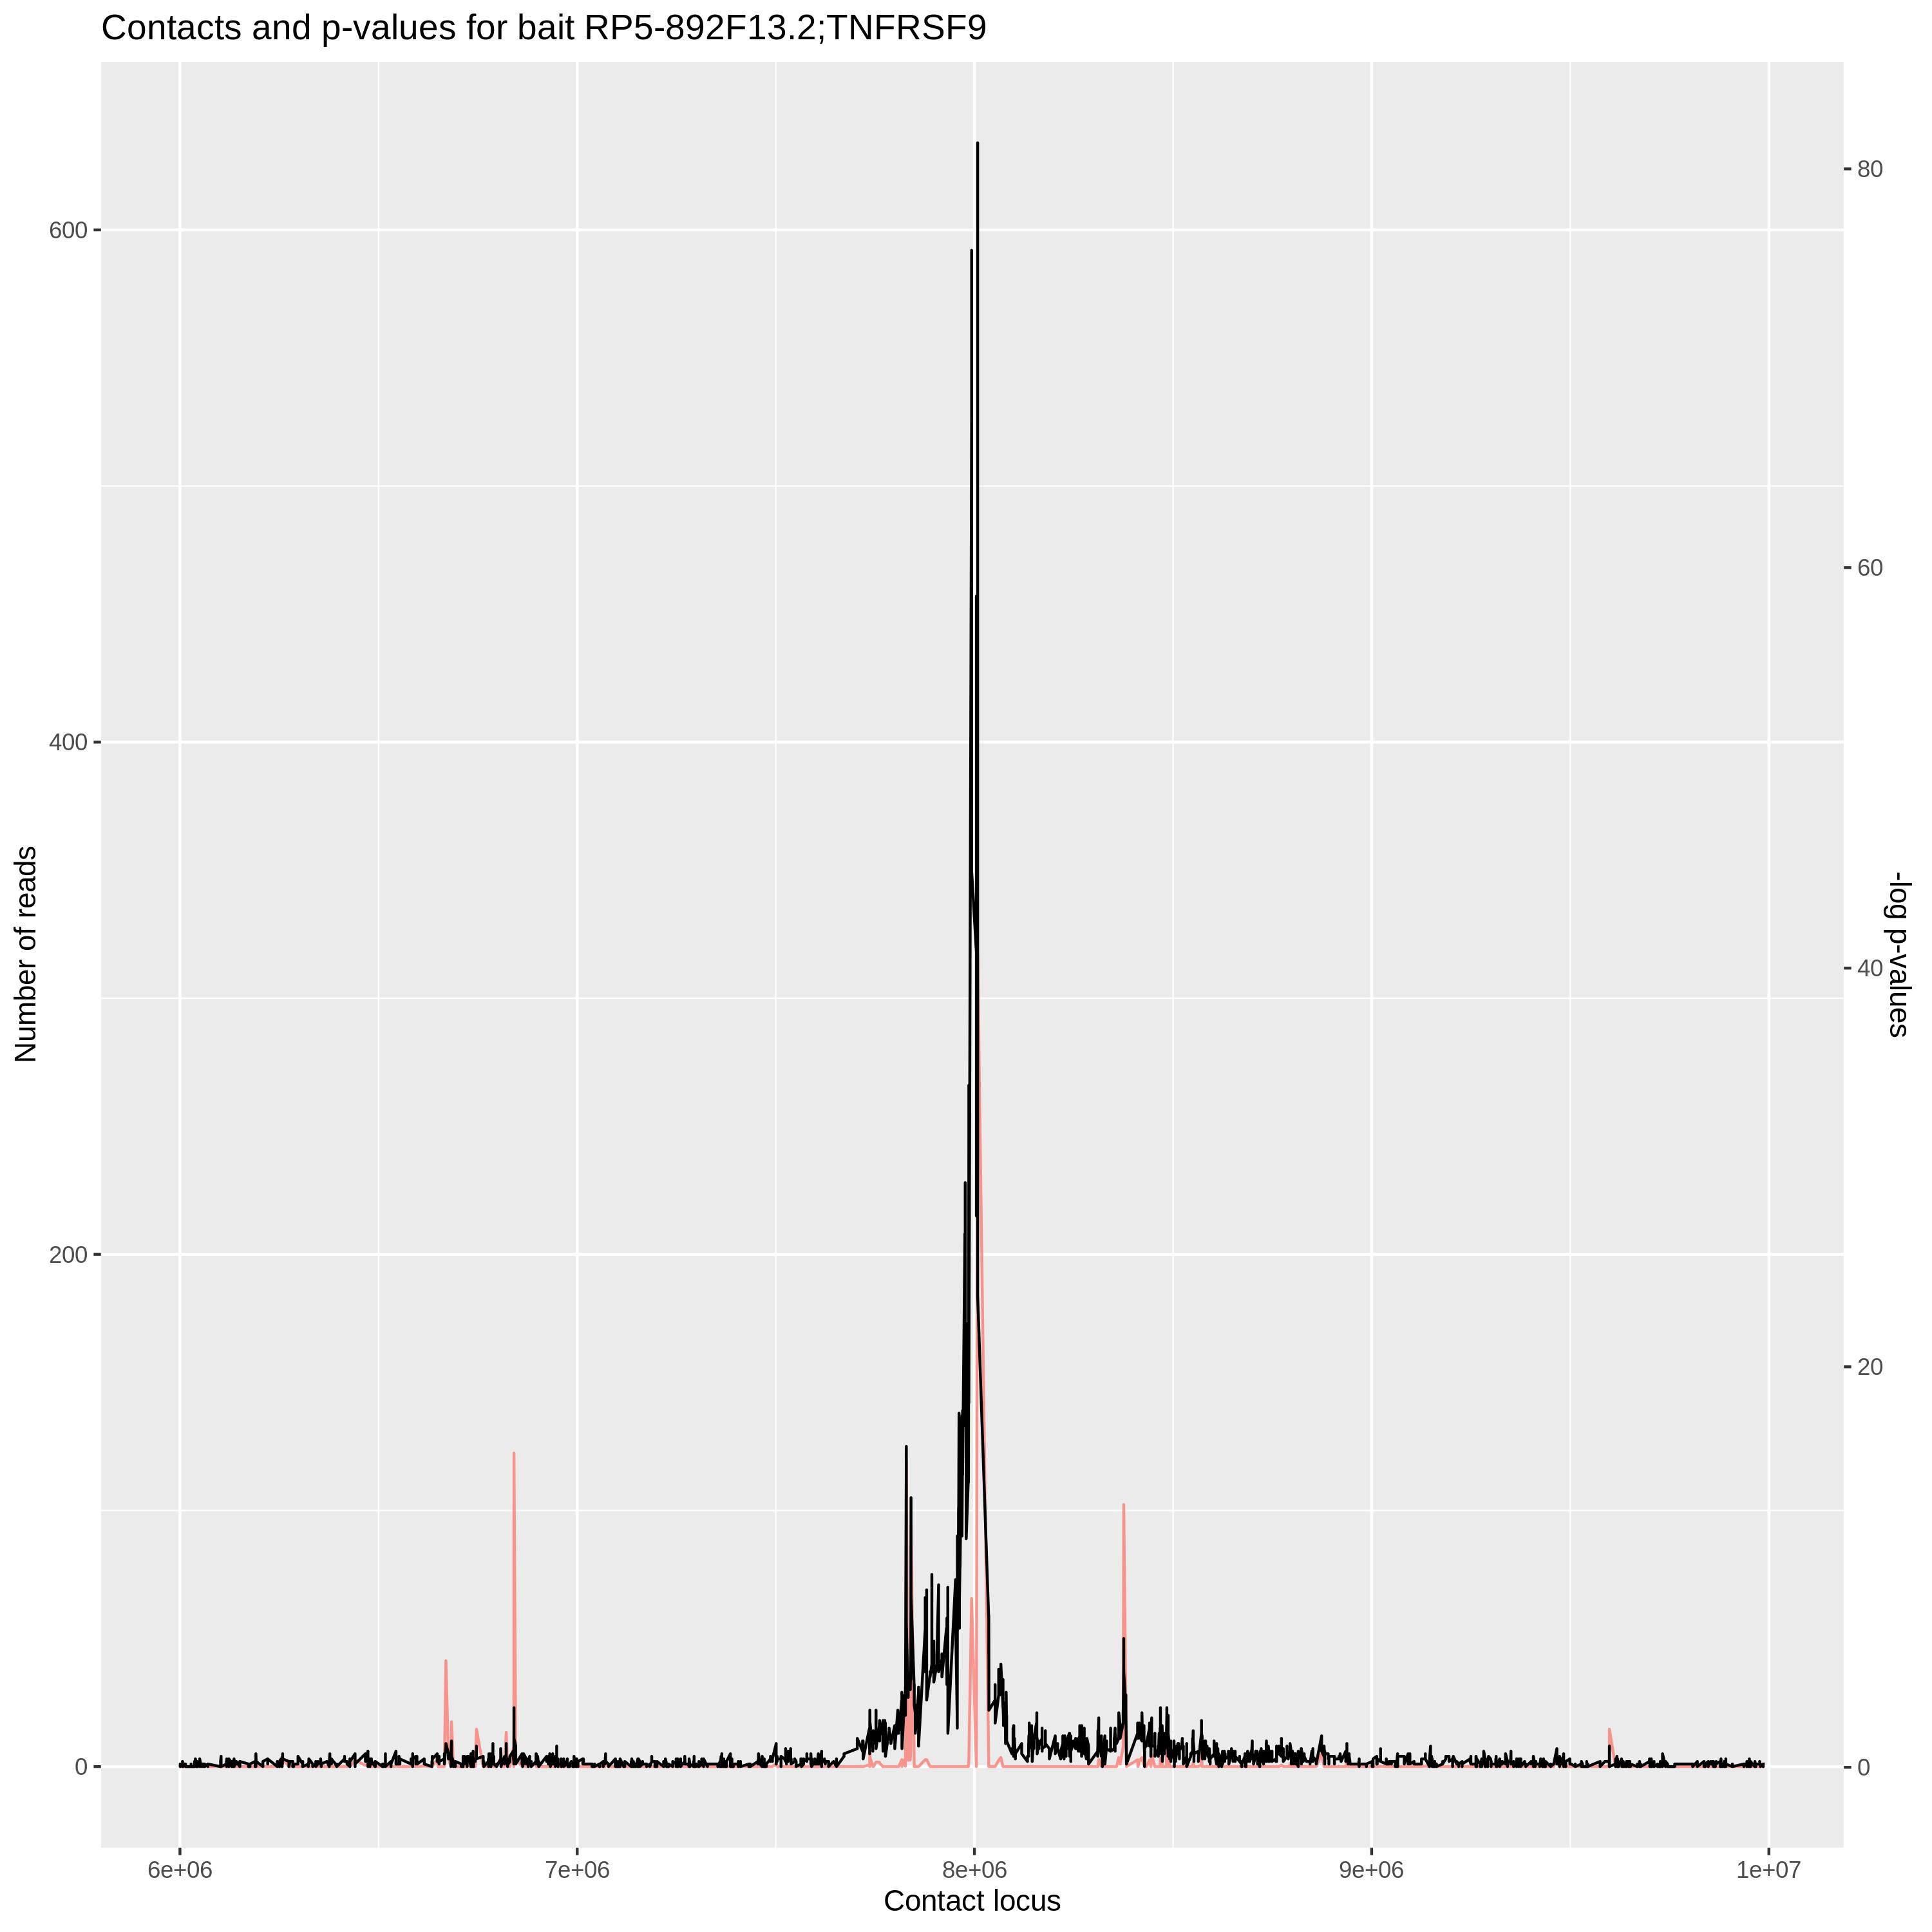 Contacts and p-values for bait RP5-892F13.2;TNFRSF9
80
600
60
400
Number of reads
-log p-values
40
200
20
0
0
6e+06
7e+06
8e+06
9e+06
1e+07
Contact locus